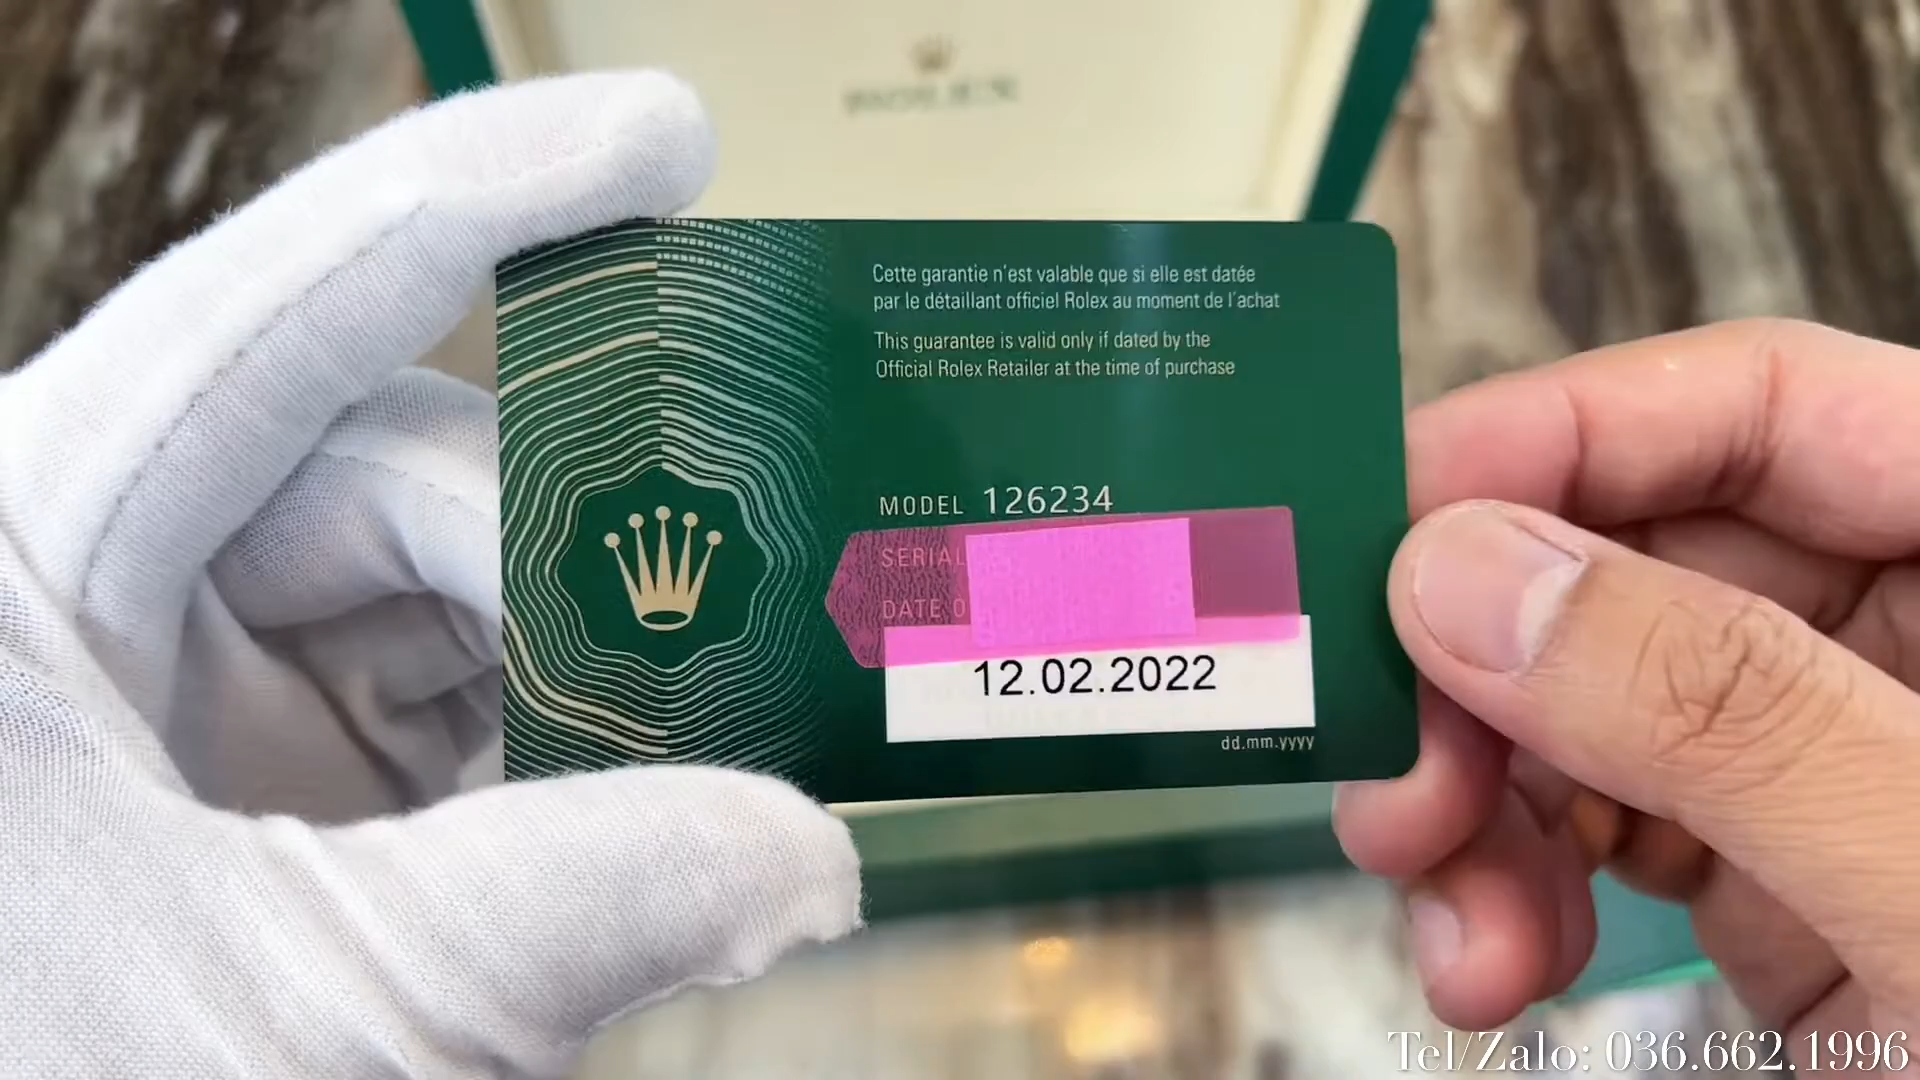 ROLEX
Cette garantie n'est valable que si elle est datée
par le détaillant officiel Rolex au moment de l'achat
This guarantee is valid only if dated by the
Official Rolex Retailer at the time of purchase
MODEL 126234
SERIAL
DATE O
12.02.2022
dd.mm.yyyy
Tel/Zalo: 036.662.1996